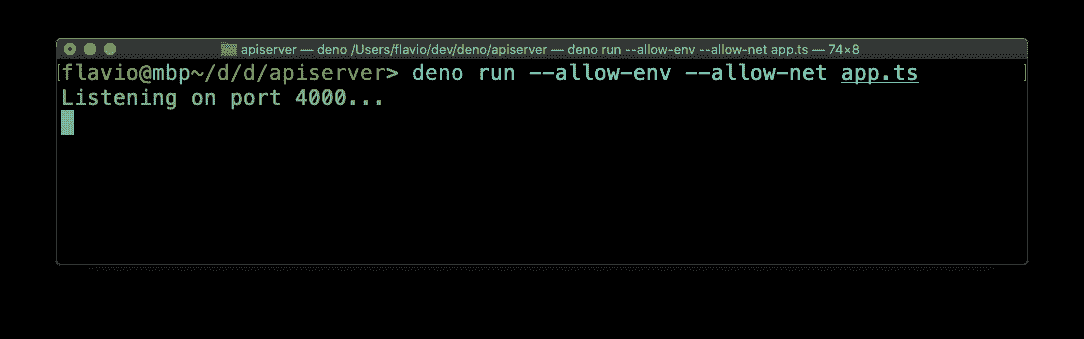 apiserver — deno /Users/flavio/dev/deno/apiserver — deno run --allow-env --allow-net app.ts — 74×8
[flavio@mbp~/d/d/apiserver> deno run --allow-env --allow-net app.ts ]
Listening on port 4000...